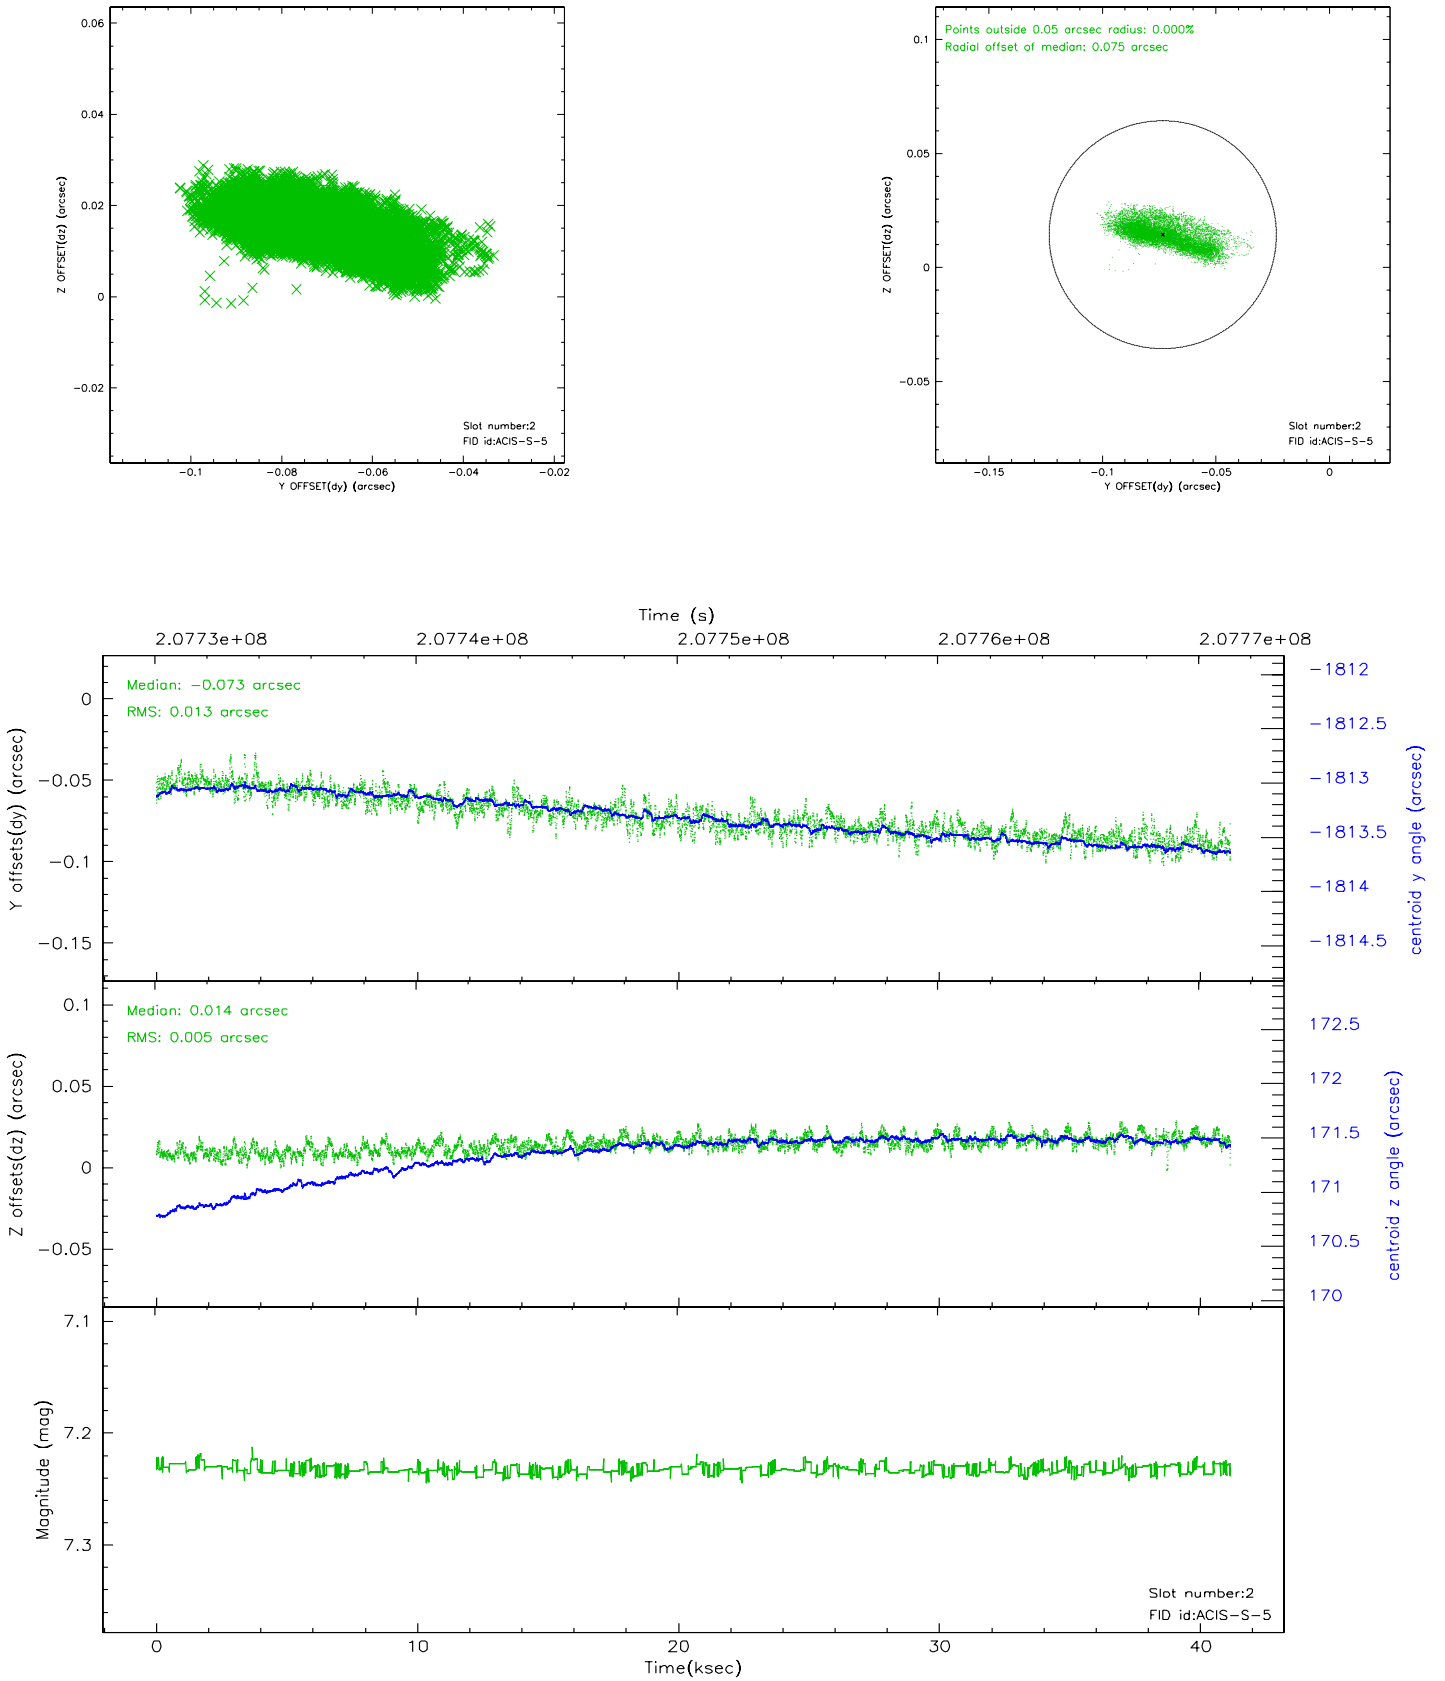 0.06
0.04
0.02
0
−0.02
Z OFFSET(dz) (arcsec)
Slot number:2
FID id:ACIS−S−5
−0.1
−0.08
−0.06
−0.04
−0.02
Y OFFSET(dy) (arcsec)
Points outside 0.05 arcsec radius: 0.000%
Radial offset of median: 0.075 arcsec
0.1
0.05
0
−0.05
Z OFFSET(dz) (arcsec)
Slot number:2
FID id:ACIS−S−5
−0.15
−0.1
−0.05
0
Y OFFSET(dy) (arcsec)
Time (s)
2.0773e+08
2.0774e+08
2.0775e+08
2.0776e+08
2.0777e+08
Median: −0.073 arcsec
RMS: 0.013 arcsec
0
−0.05
−0.1
−0.15
Y offsets(dy) (arcsec)
−1812
−1812.5
−1813
−1813.5
−1814
−1814.5
centroid y angle (arcsec)
Median: 0.014 arcsec
RMS: 0.005 arcsec
0.1
0.05
0
−0.05
Z offsets(dz) (arcsec)
172.5
172
171.5
171
170.5
170
centroid z angle (arcsec)
7.1
7.2
7.3
Magnitude (mag)
Slot number:2
FID id:ACIS−S−5
0
10
20
30
40
Time(ksec)